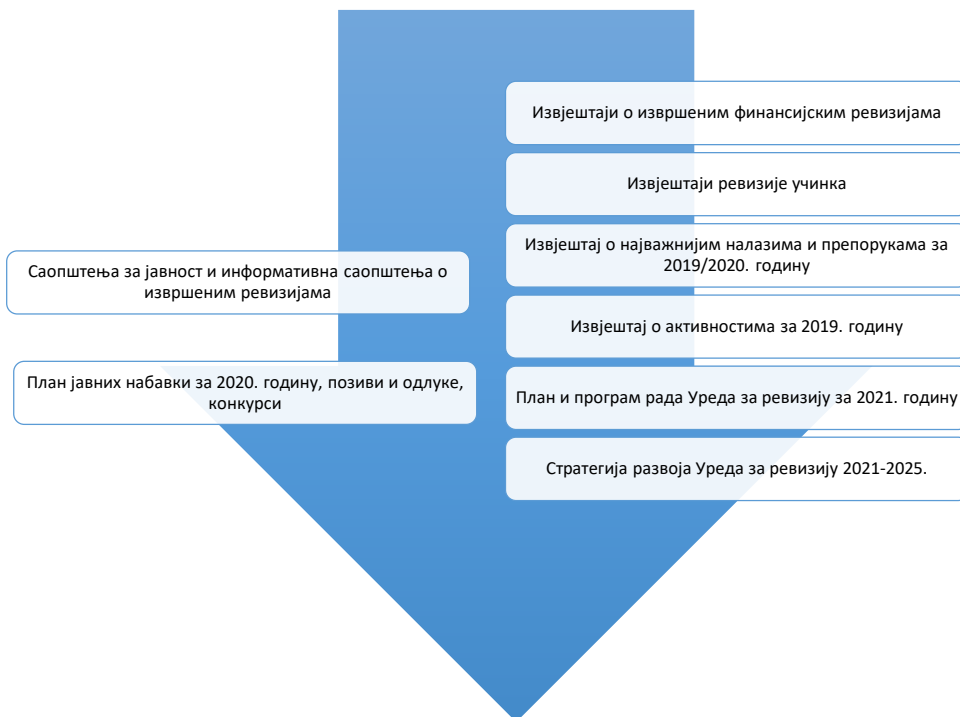 Извјештаји о извршеним финансијским ревизијама
Извјештаји ревизије учинка
Извјештај о најважнијим налазима и препорукама за
2019/2020. годину
Извјештај о активностима за 2019. годину
План и програм рада Уреда за ревизију за 2021. годину
Стратегија развоја Уреда за ревизију 2021-2025.
Саопштења за јавност и информативна саопштења о
извршеним ревизијама
План јавних набавки за 2020. годину, позиви и одлуке,
конкурси